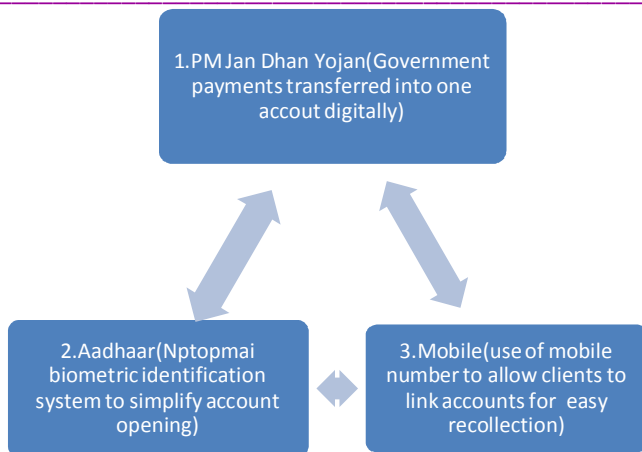 1.PM Jan Dhan Yojan(Government
payments transferred into one
accout digitally)
2.Aadhaar(Nptopmai
biometric identification
system to simplify account
opening)
3.Mobile(use of mobile
number to allow clients to
link accounts for easy
recollection)